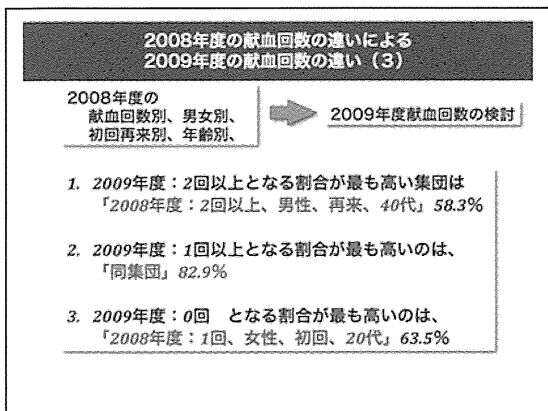 2008年度の献血回数の違いによる
2009年度の献血回数の違い（3）
2008年度の
献血回数別、男女別、
初回再来別、年齢別、
2009年度献血回数の検討
1. 2009年度：2回以上となる割合が最も高い集団は
「2008年度：2回以上、男性、再来、40代」58.3%
2. 2009年度：1回以上となる割合が最も高いのは、
「同集団」82.9%
3. 2009年度：0回　となる割合が最も高いのは、
「2008年度：1回、女性、初回、20代」63.5%